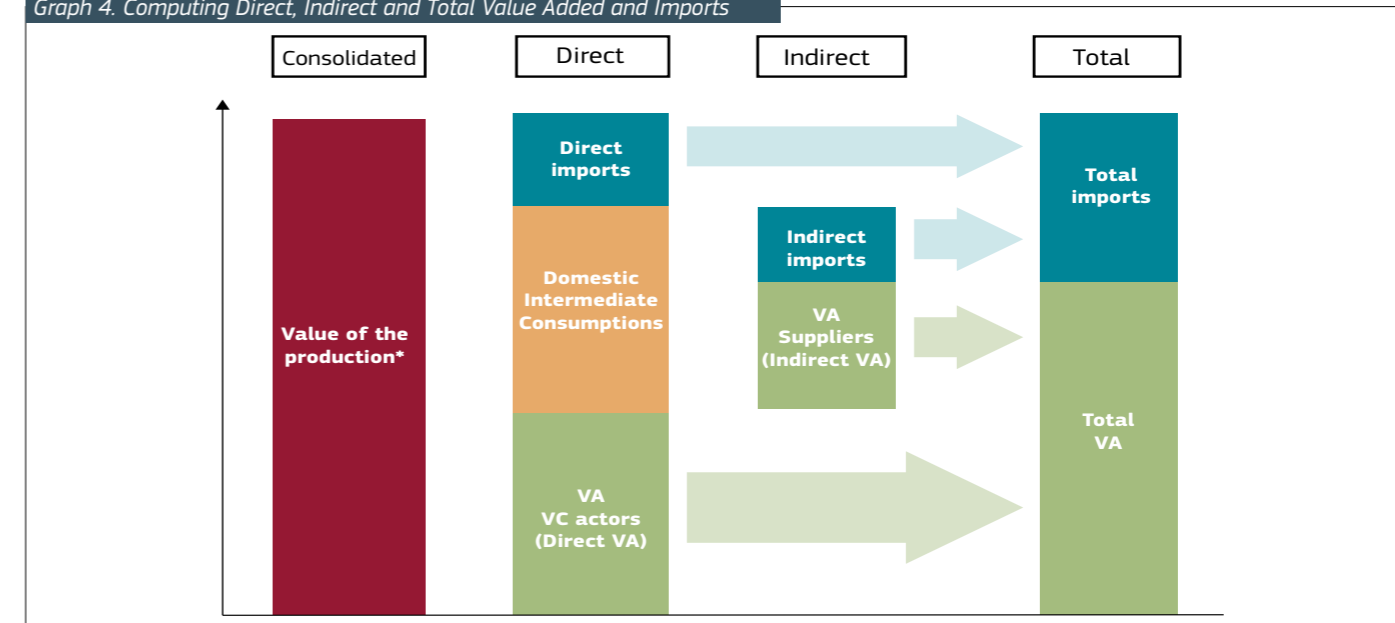 Graph 4. Computing Direct, Indirect and Total Value Added and Imports
Consolidated
Direct
Indirect
Total
Value of the
production*
Direct
imports
Domestic
Intermediate
Consumptions
VA
VC actors
(Direct VA)
Indirect
imports
VA
Suppliers
(Indirect VA)
Total
imports
Total
VA